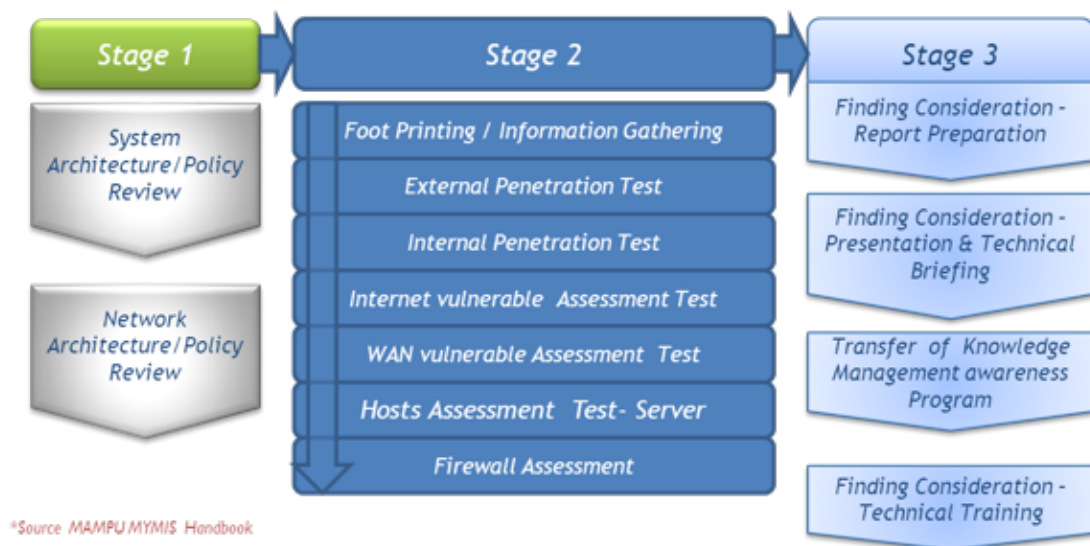 Stage 1
System
Architecture/Policy
Review
Network
Architecture/Policy
Review
Stage 2
Foot Printing / Information Gathering
External Penetration Test
Internal Penetration Test
Internet vulnerable Assessment Test
WAN vulnerable Assessment Test
Hosts Assessment Test- Server
Firewall Assessment
Stage 3
Finding Consideration -
Report Preparation
Finding Consideration -
Presentation & Technical
Briefing
Transfer of Knowledge
Management awareness
Program
Finding Consideration -
Technical Training
*Source MAMPU MYMIS Handbook